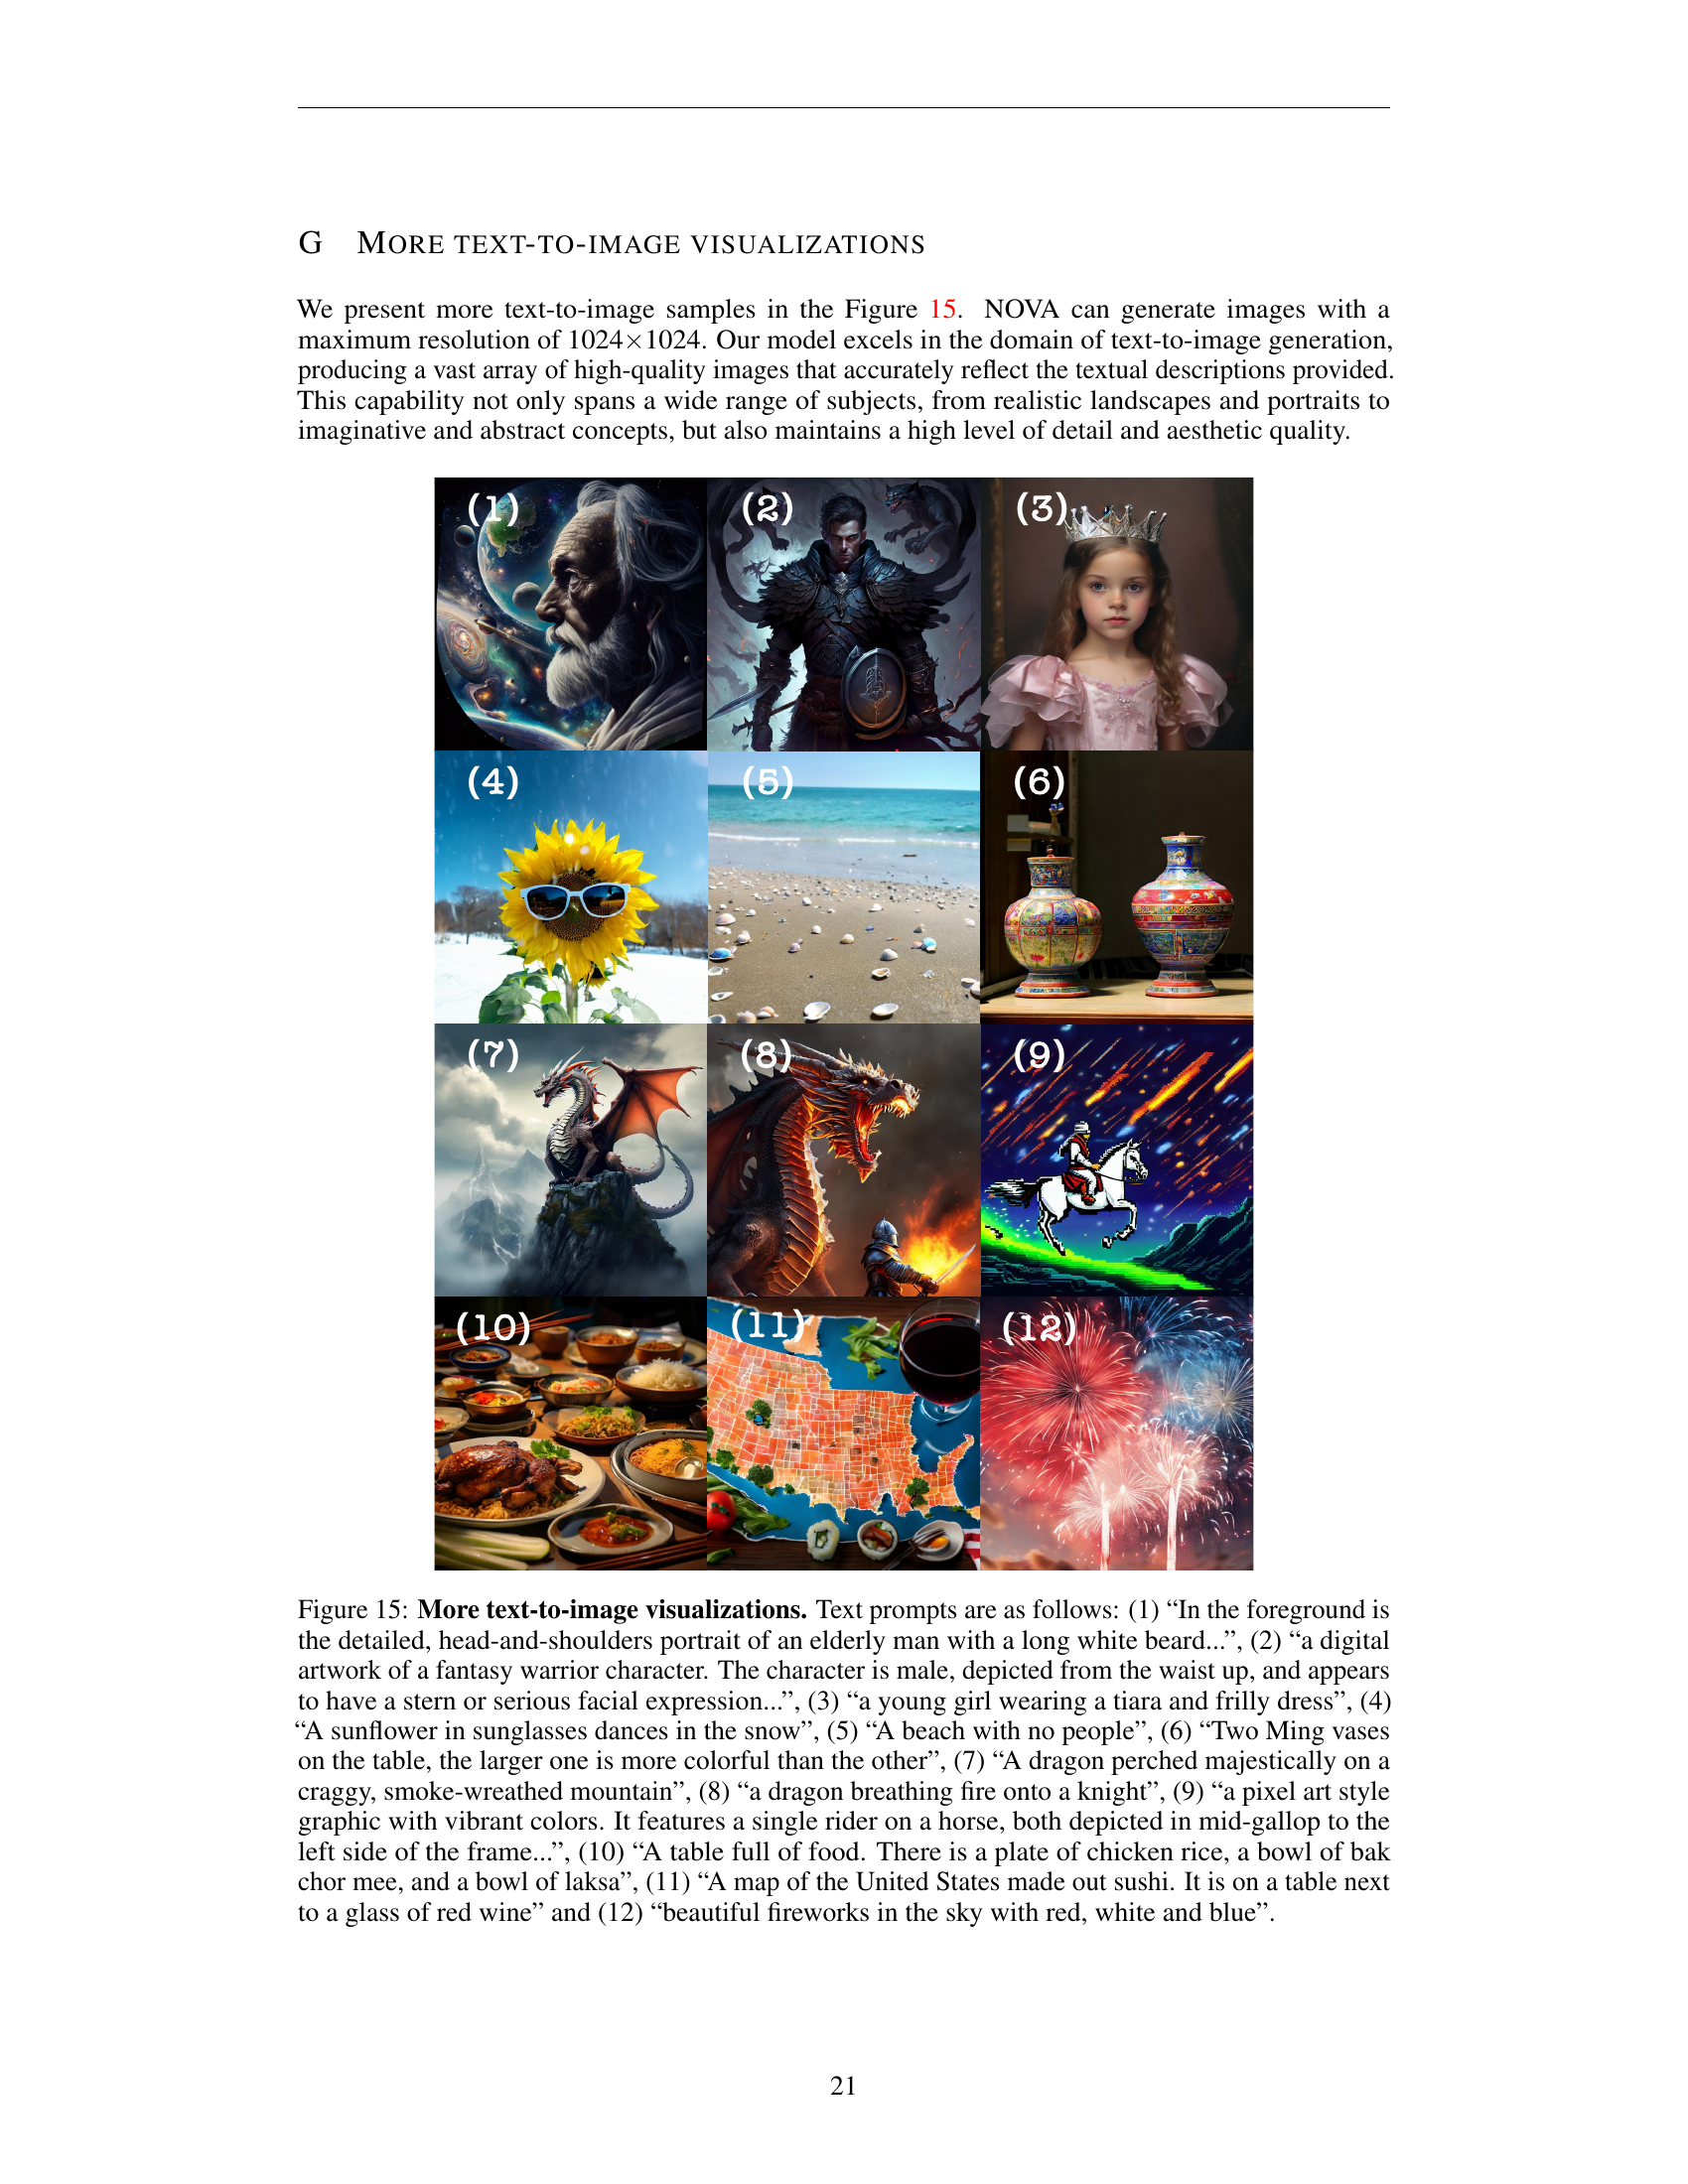 G MORE TEXT-TO-IMAGE VISUALIZATIONS
We present more text-to-image samples in the Figure 15. NOVA can generate images with a
maximum resolution of 1024×1024. Our model excels in the domain of text-to-image generation,
producing a vast array of high-quality images that accurately reflect the textual descriptions provided.
This capability not only spans a wide range of subjects, from realistic landscapes and portraits to
imaginative and abstract concepts, but also maintains a high level of detail and aesthetic quality.
(1) (2) (3)
(4) (5) (6)
(7) (8) (9)
(10) (11) (12)
Figure 15: More text-to-image visualizations. Text prompts are as follows: (1) “In the foreground is
the detailed, head-and-shoulders portrait of an elderly man with a long white beard...”, (2) “a digital
artwork of a fantasy warrior character. The character is male, depicted from the waist up, and appears
to have a stern or serious facial expression...”, (3) “a young girl wearing a tiara and frilly dress”, (4)
“A sunflower in sunglasses dances in the snow”, (5) “A beach with no people”, (6) “Two Ming vases
on the table, the larger one is more colorful than the other”, (7) “A dragon perched majestically on a
craggy, smoke-wreathed mountain”, (8) “a dragon breathing fire onto a knight”, (9) “a pixel art style
graphic with vibrant colors. It features a single rider on a horse, both depicted in mid-gallop to the
left side of the frame...”, (10) “A table full of food. There is a plate of chicken rice, a bowl of bak
chor mee, and a bowl of laksa”, (11) “A map of the United States made out sushi. It is on a table next
to a glass of red wine” and (12) “beautiful fireworks in the sky with red, white and blue”.
21